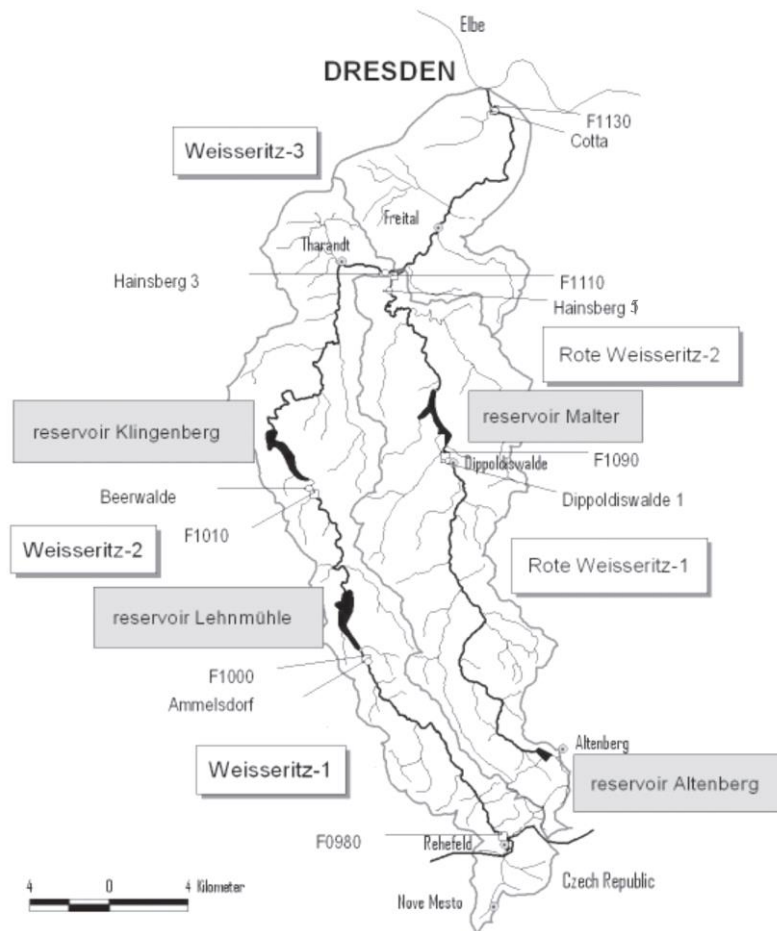 Elbe
DRESDEN
F1130
Cotta
Weisseritz-3
Freital
Tharandt
Hainsberg 3
F1110
Hainsberg
Rote Weisseritz-2
reservoir Klingenberg
reservoir Malter
Dippoldiswalde
F1090
Beerwalde
Dippoldiswalde 1
F1010
Weisseritz-2
Rote Weisseritz-1
reservoir Lehnmühle
F1000
Ammelsdorf
Altenberg
Weisseritz-1
reservoir Altenberg
F0980
Rehefeld
Czech Republic
4 0 4 Kilometer
Nove Mesto